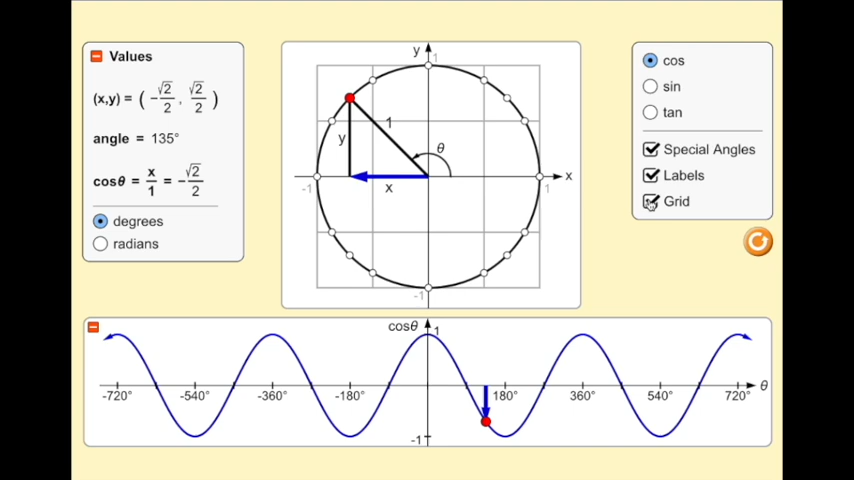 Values
(x,y) = ( -√2/2 , √2/2 )
angle = 135°
cosθ = x/1 = -√2/2
degrees
radians
y
1
1
y
θ
x
x
-1
1
-1
cos
sin
tan
Special Angles
Labels
Grid
cosθ
1
θ
-720° -540° -360° -180° 180° 360° 540° 720°
-1